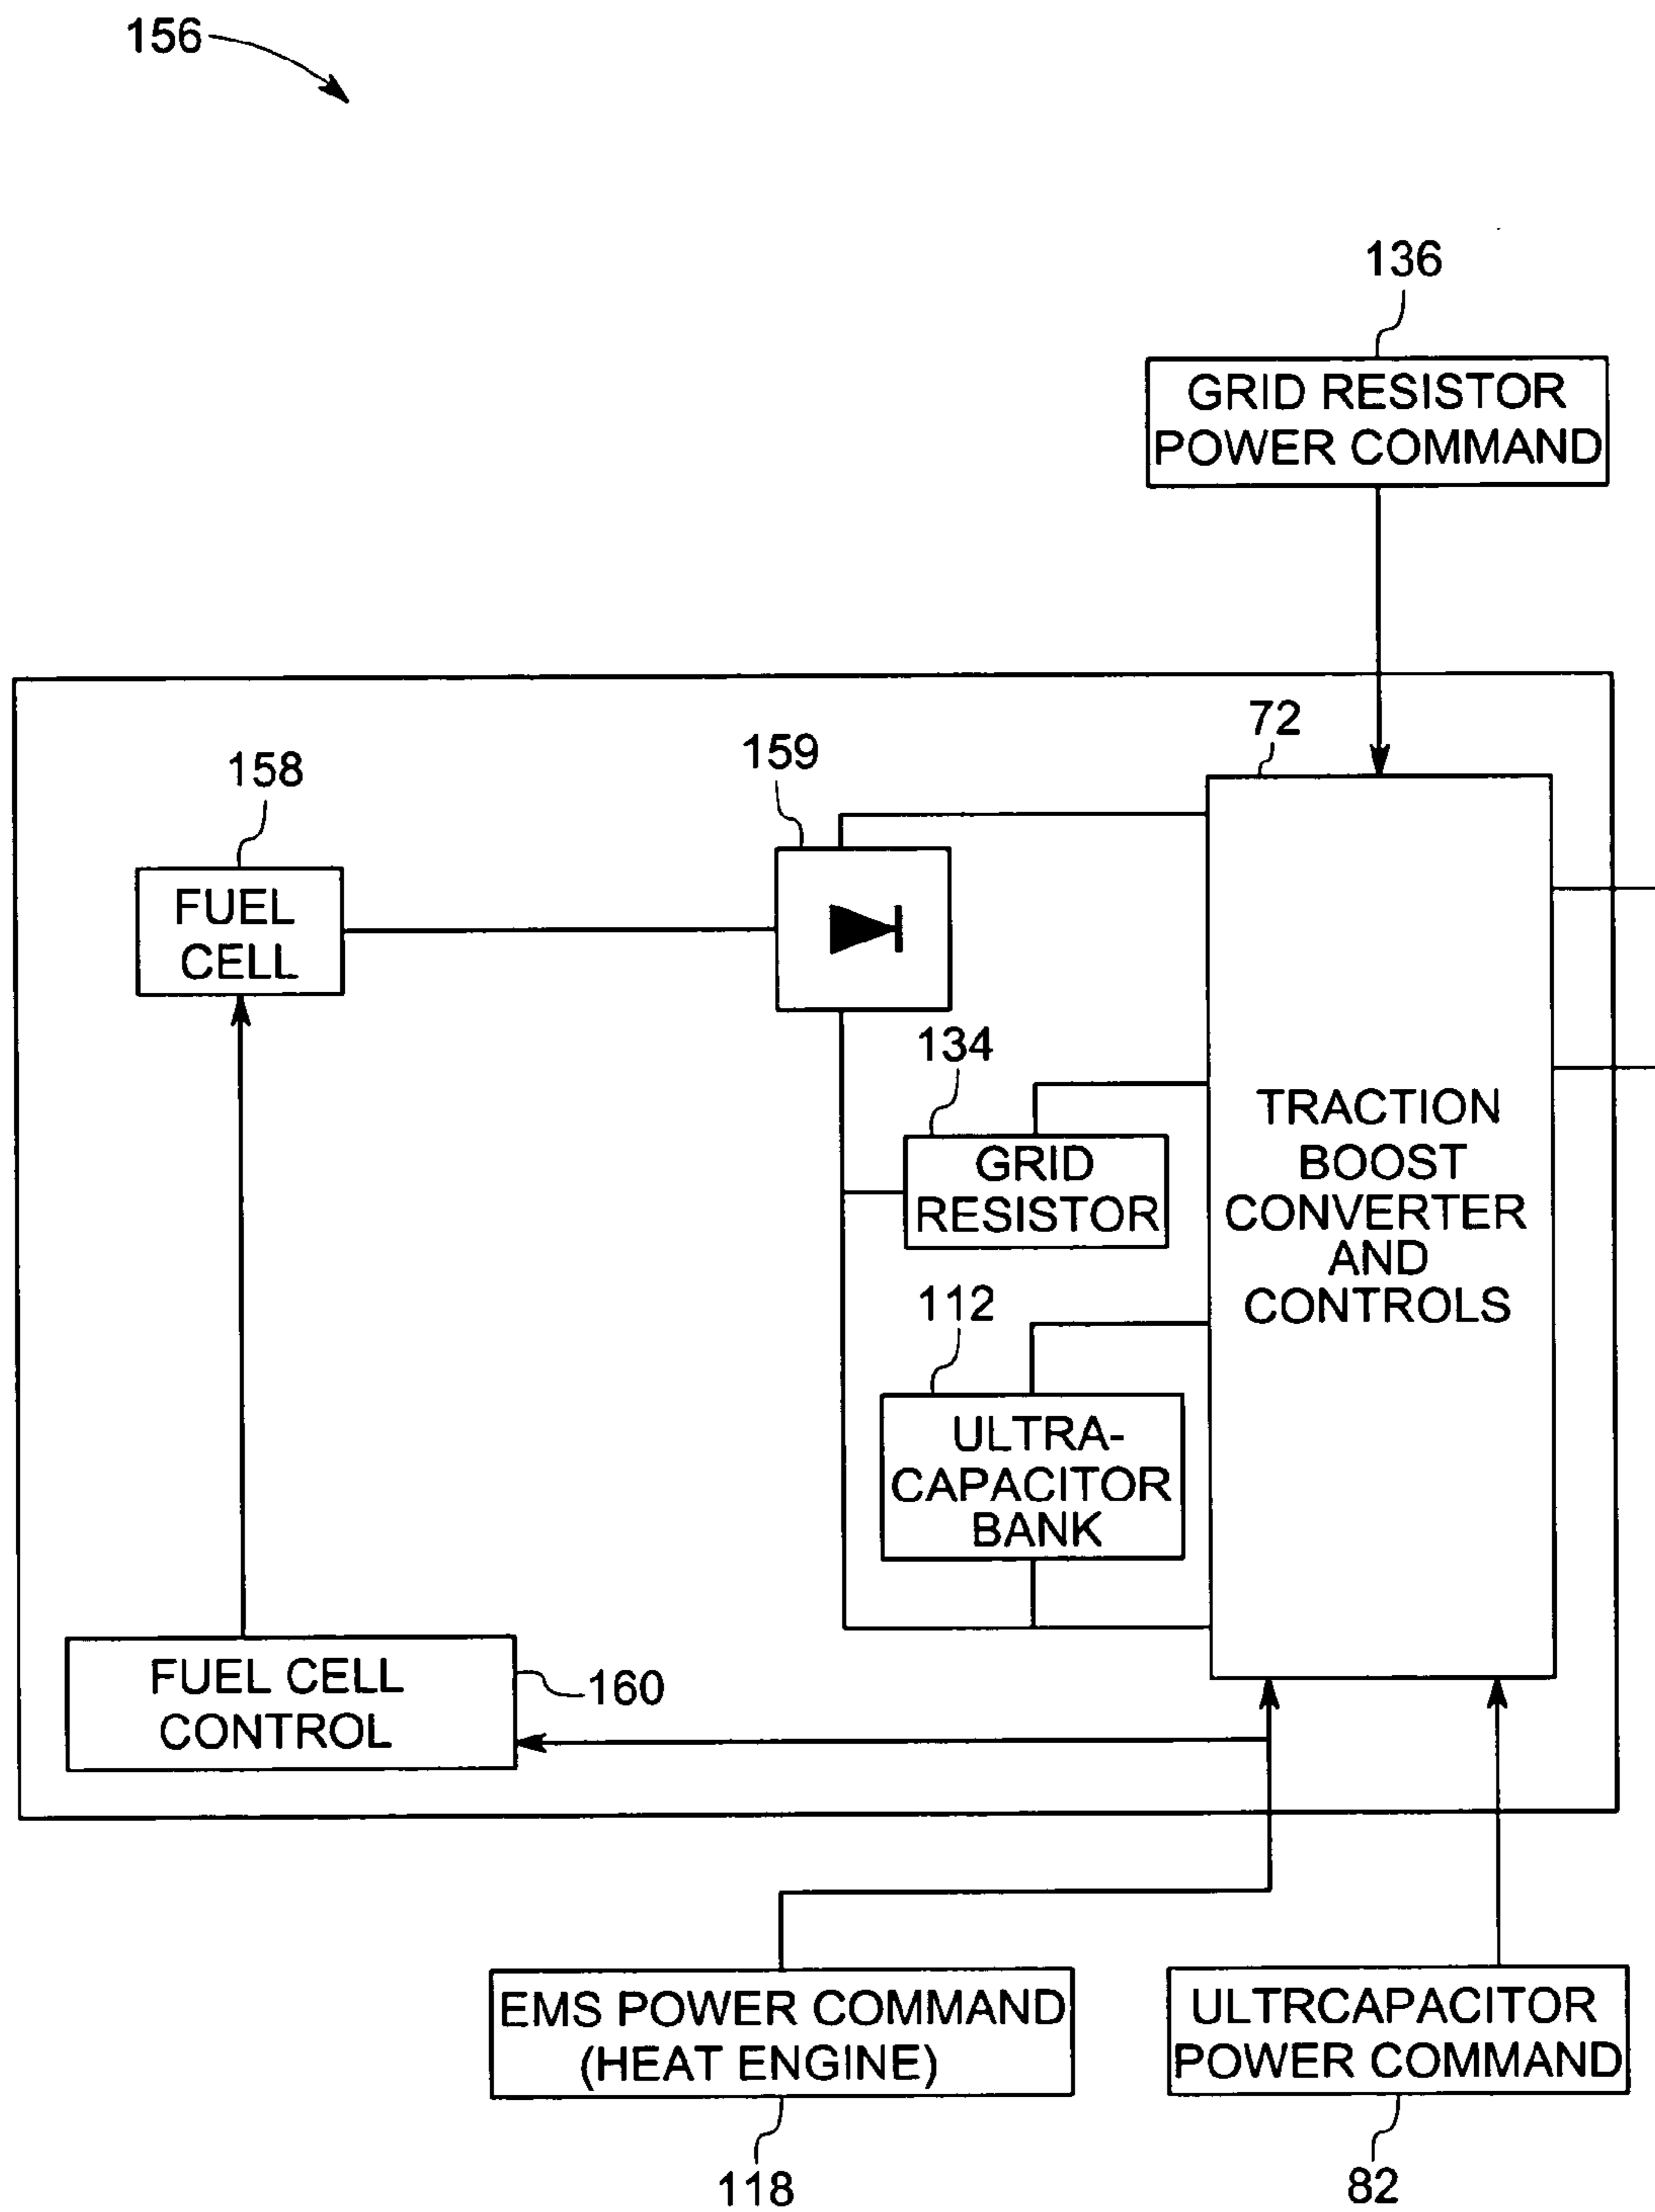 156
136
GRID RESISTOR
POWER COMMAND
72
159
158
FUEL
CELL
134
GRID
RESISTOR
TRACTION
BOOST
CONVERTER
AND
CONTROLS
112
ULTRA-
CAPACITOR
BANK
FUEL CELL
CONTROL
160
EMS POWER COMMAND
(HEAT ENGINE)
ULTRCAPACITOR
POWER COMMAND
118
82